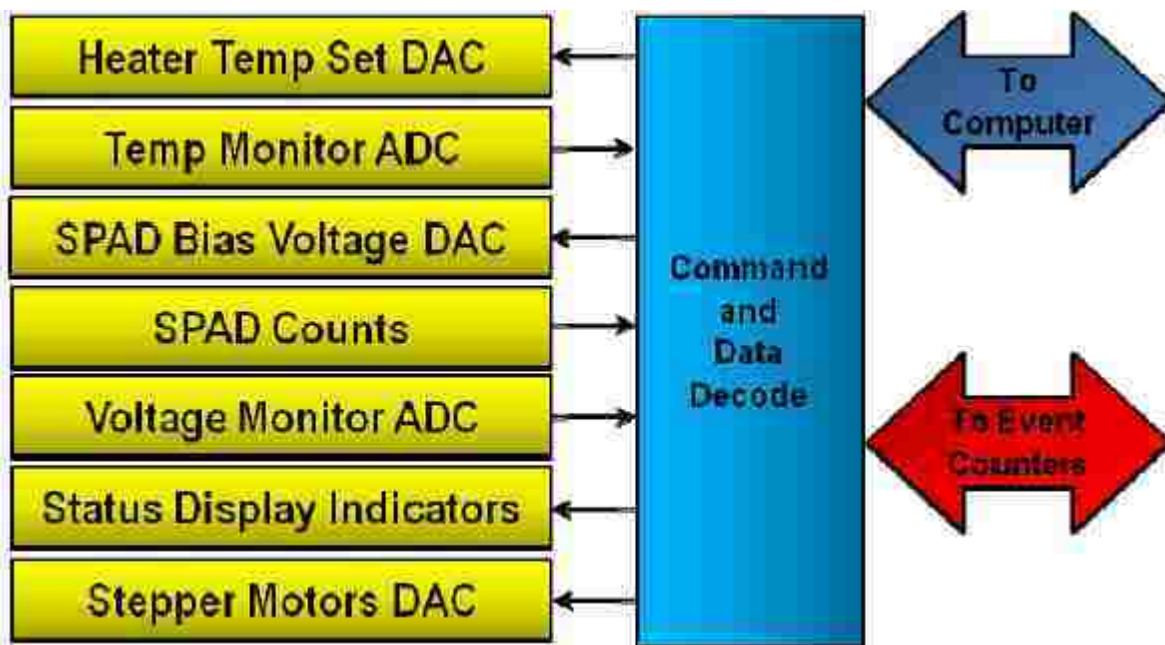 Heater Temp Set DAC
Temp Monitor ADC
SPAD Bias Voltage DAC
SPAD Counts
Voltage Monitor ADC
Status Display Indicators
Stepper Motors DAC
Command
and
Data
Decode
To
Computer
To Event
Counters